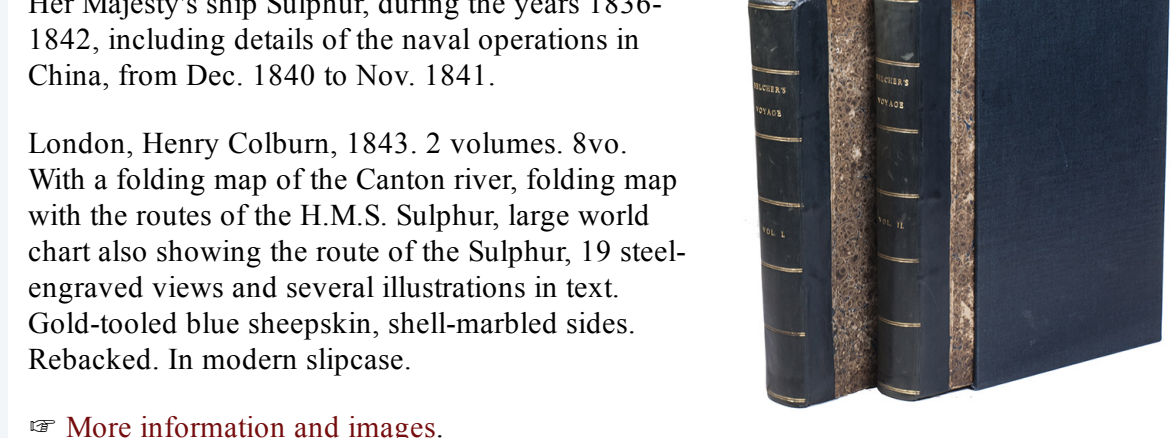 Her Majesty's ship Sulphur, during the years 1836-
1842, including details of the naval operations in
China, from Dec. 1840 to Nov. 1841.
London, Henry Colburn, 1843. 2 volumes. 8vo.
With a folding map of the Canton river, folding map
with the routes of the H.M.S. Sulphur, large world
chart also showing the route of the Sulphur, 19 steel-
engraved views and several illustrations in text.
Gold-tooled blue sheepskin, shell-marbled sides.
Rebacked. In modern slipcase.
☞ More information and images.
BELCHER'S
VOYAGE
VOL. I.
BELCHER'S
VOYAGE
VOL. II.